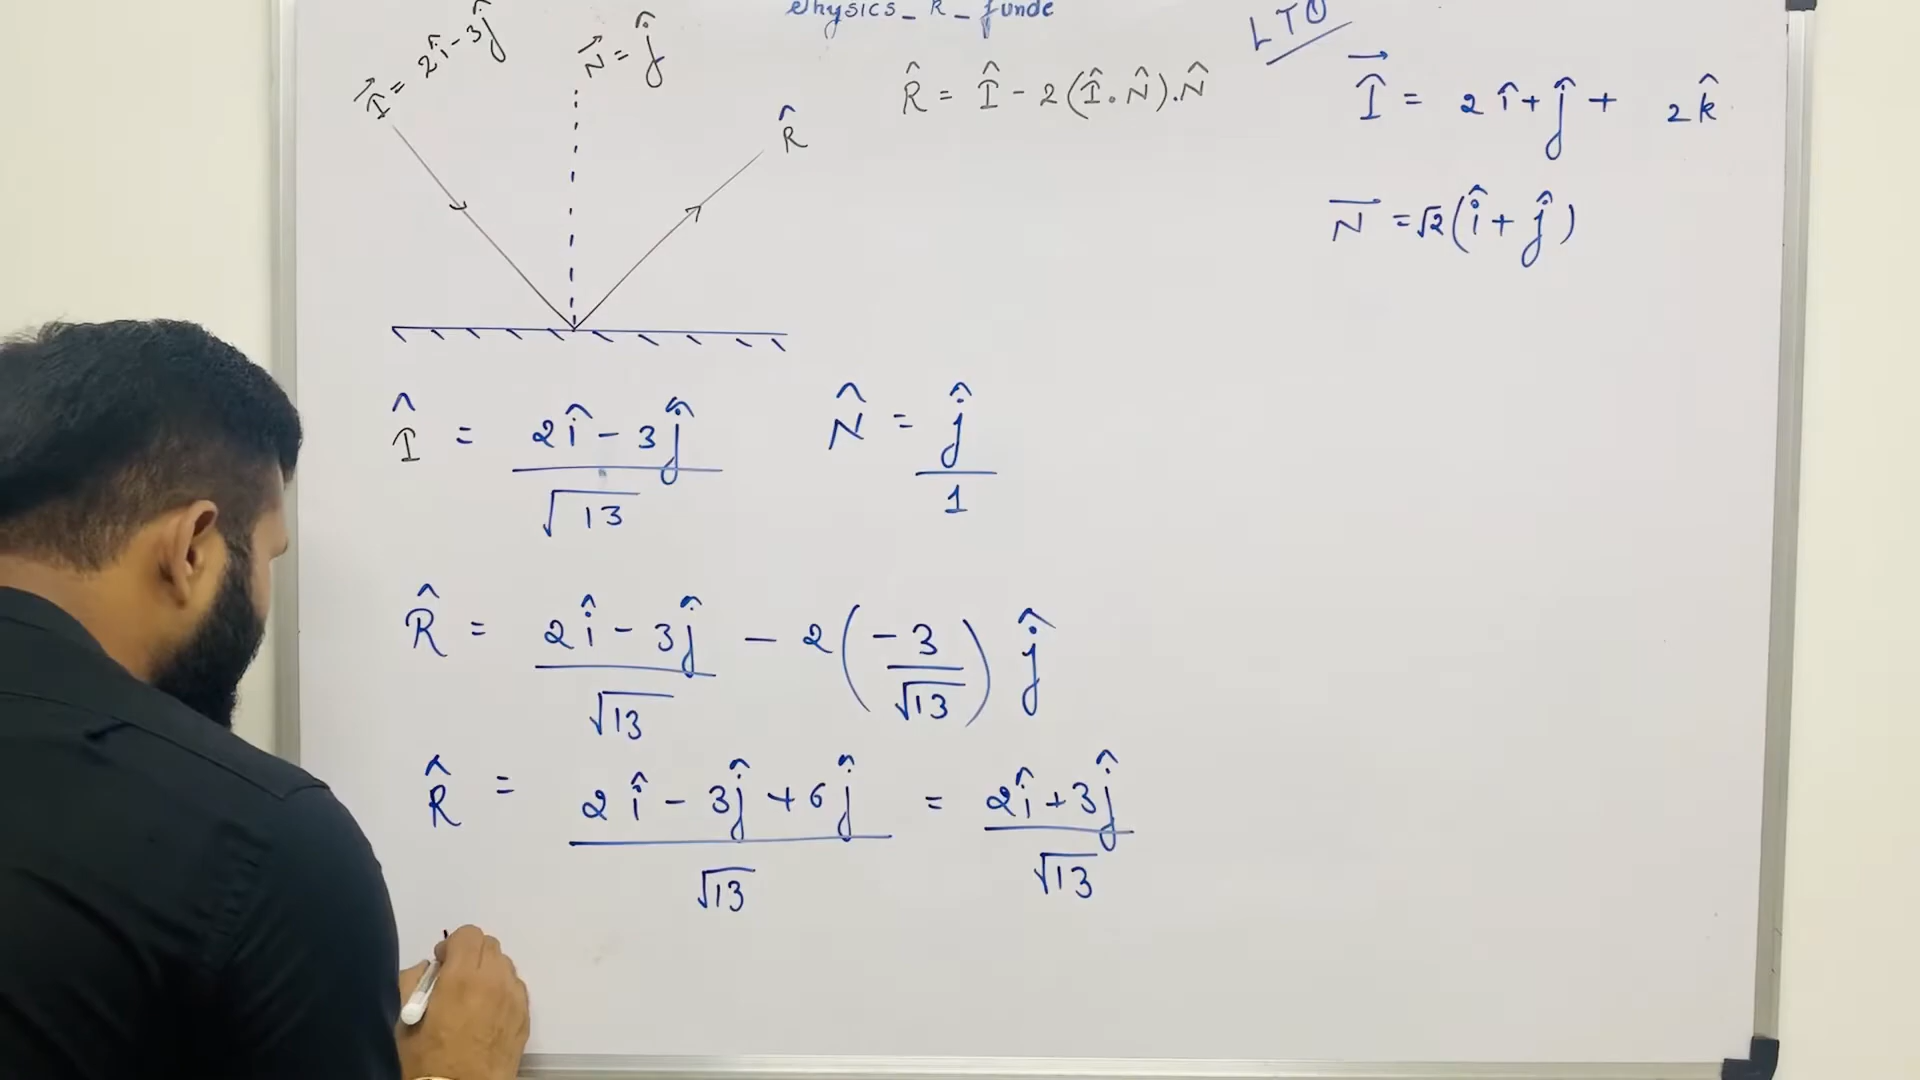 Physics_R_funde
LTO
I⃗ = 2î - 3ĵ
N⃗ = ĵ
R̂
R̂ = Î - 2(Î.N̂).N̂
I⃗ = 2î + ĵ + 2k̂
N⃗ = √2(î + ĵ)
Î = (2î - 3ĵ)/√13
N̂ = ĵ/1
R̂ = (2î - 3ĵ)/√13 - 2(-3/√13) ĵ
R̂ = (2î - 3ĵ + 6ĵ)/√13 = (2î + 3ĵ)/√13